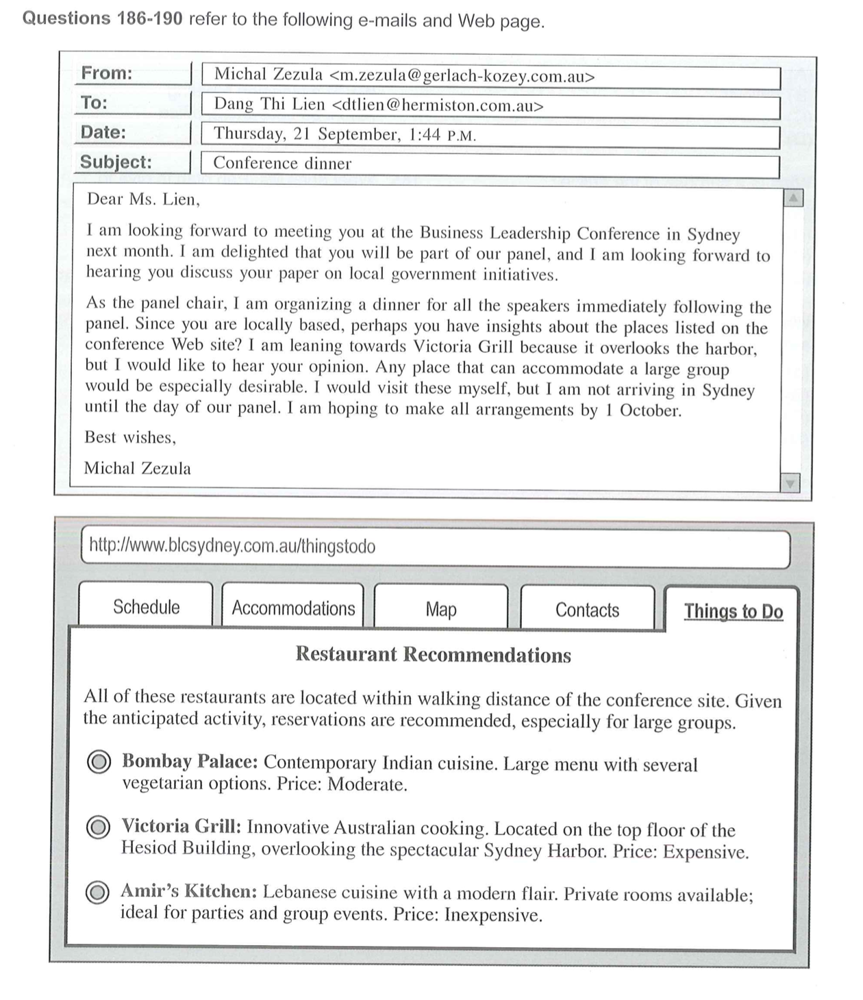 Questions 186-190 refer to the following e-mails and Web page.
From: Michal Zezula <m.zezula@gerlach-kozey.com.au>
To: Dang Thi Lien <dtlien@hermiston.com.au>
Date: Thursday, 21 September, 1:44 P.M.
Subject: Conference dinner
Dear Ms. Lien,
I am looking forward to meeting you at the Business Leadership Conference in Sydney
next month. I am delighted that you will be part of our panel, and I am looking forward to
hearing you discuss your paper on local government initiatives.
As the panel chair, I am organizing a dinner for all the speakers immediately following the
panel. Since you are locally based, perhaps you have insights about the places listed on the
conference Web site? I am leaning towards Victoria Grill because it overlooks the harbor,
but I would like to hear your opinion. Any place that can accommodate a large group
would be especially desirable. I would visit these myself, but I am not arriving in Sydney
until the day of our panel. I am hoping to make all arrangements by 1 October.
Best wishes,
Michal Zezula
http://www.blcsydney.com.au/thingstodo
Schedule Accommodations Map Contacts Things to Do
Restaurant Recommendations
All of these restaurants are located within walking distance of the conference site. Given
the anticipated activity, reservations are recommended, especially for large groups.
Bombay Palace: Contemporary Indian cuisine. Large menu with several
vegetarian options. Price: Moderate.
Victoria Grill: Innovative Australian cooking. Located on the top floor of the
Hesiod Building, overlooking the spectacular Sydney Harbor. Price: Expensive.
Amir's Kitchen: Lebanese cuisine with a modern flair. Private rooms available;
ideal for parties and group events. Price: Inexpensive.